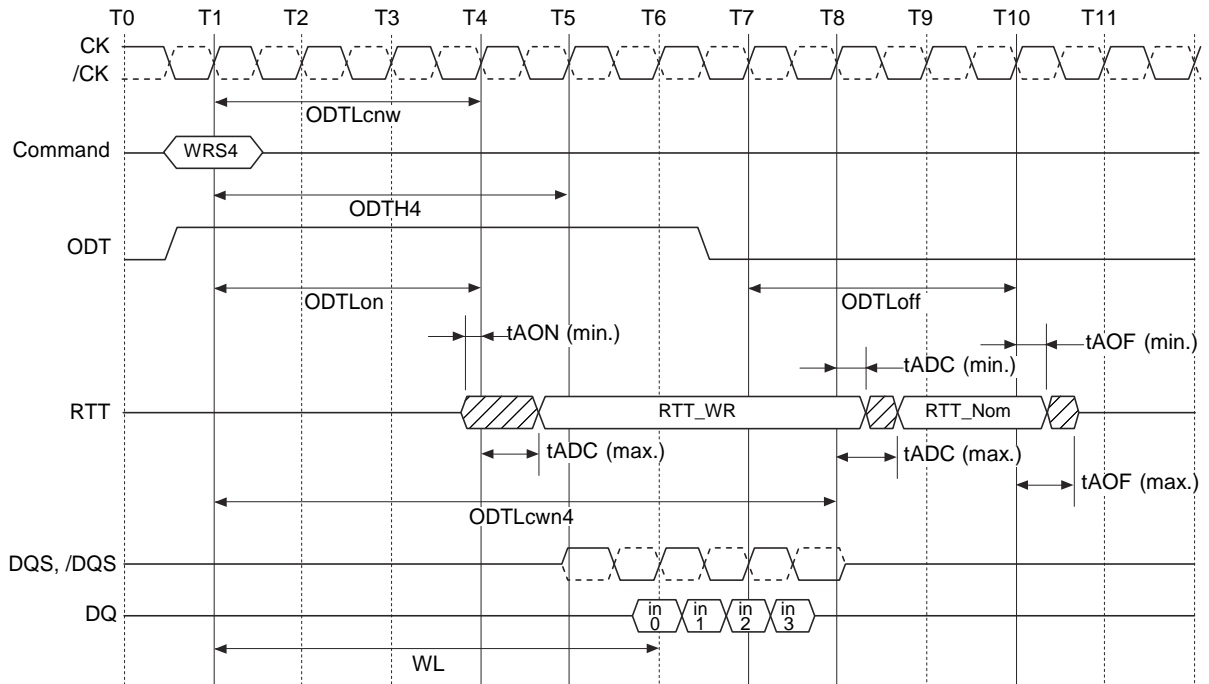 T0 T1 T2 T3 T4 T5 T6 T7 T8 T9 T10 T11
CK
/CK
ODTLcnw
Command
WRS4
ODTH4
ODT
ODTLon
ODTLoff
tAON (min.)
tAOF (min.)
tADC (min.)
RTT
RTT_WR
RTT_Nom
tADC (max.)
tADC (max.)
tAOF (max.)
ODTLcwn4
DQS, /DQS
DQ
in 0
in 1
in 2
in 3
WL